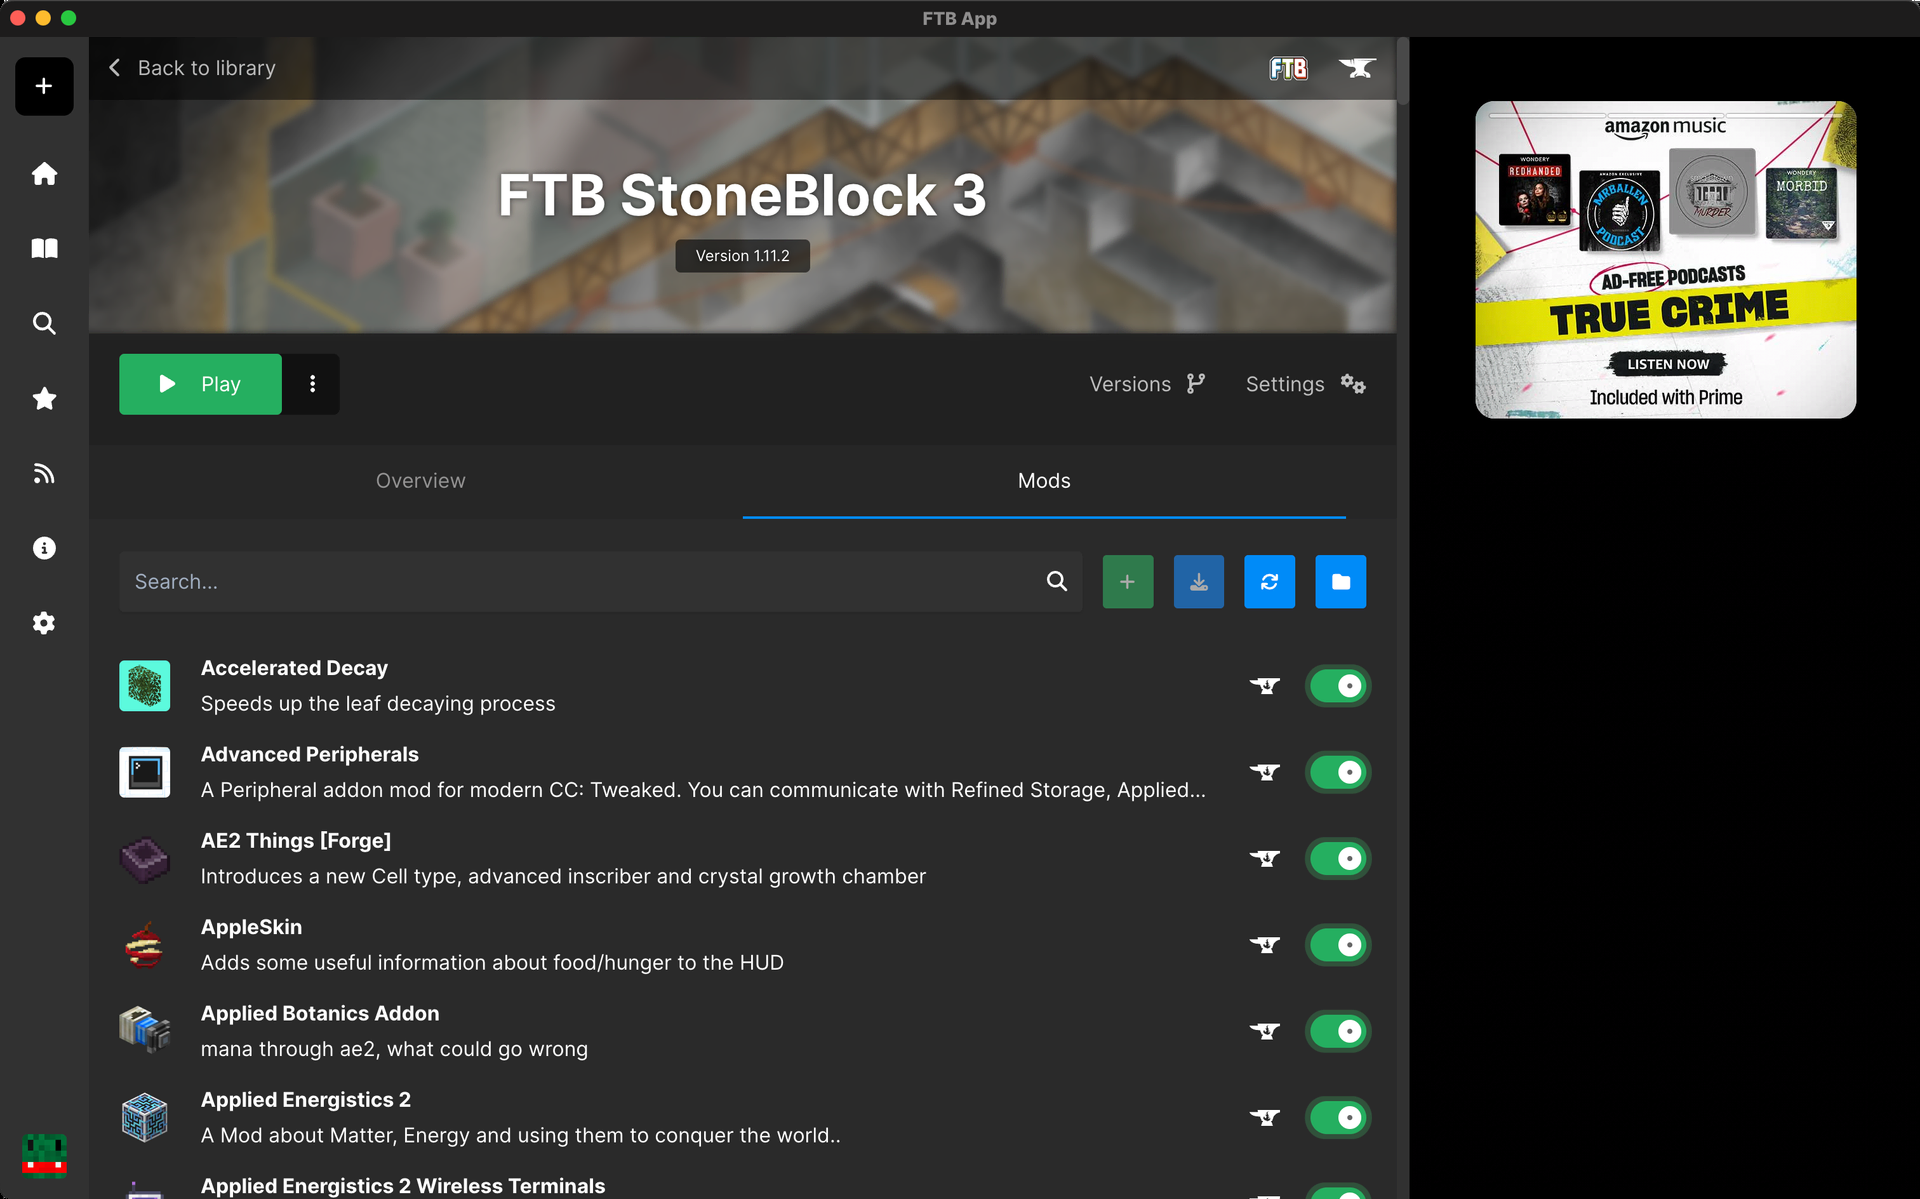 FTB App
Back to library
FTB
FTB StoneBlock 3
Version 1.11.2
Play
Versions
Settings
Overview
Mods
Search...
Accelerated Decay
Speeds up the leaf decaying process
Advanced Peripherals
A Peripheral addon mod for modern CC: Tweaked. You can communicate with Refined Storage, Applied...
AE2 Things [Forge]
Introduces a new Cell type, advanced inscriber and crystal growth chamber
AppleSkin
Adds some useful information about food/hunger to the HUD
Applied Botanics Addon
mana through ae2, what could go wrong
Applied Energistics 2
A Mod about Matter, Energy and using them to conquer the world..
Applied Energistics 2 Wireless Terminals
amazon music
WONDERY
REDHANDED
AMAZON EXCLUSIVE
MRBALLEN
PODCAST
MURDER
WONDERY
MORBID
AD-FREE PODCASTS
TRUE CRIME
LISTEN NOW
Included with Prime